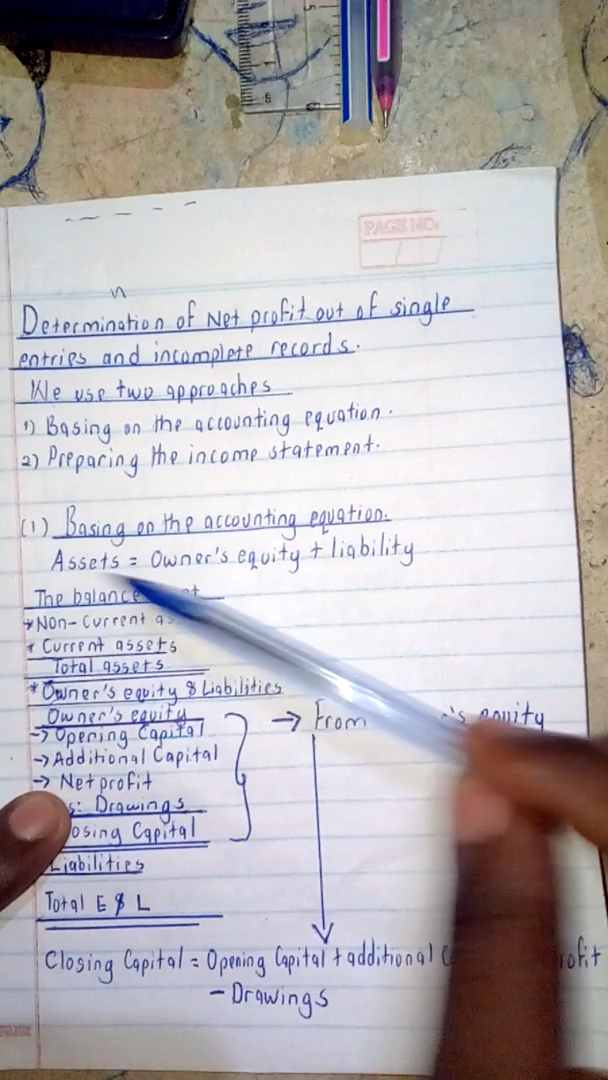 PAGE NO.
n
Determination of Net profit out of single
entries and incomplete records.
We use two approaches
1) Basing on the accounting equation.
2) Preparing the income statement.
(1) Basing on the accounting equation.
Assets = Owner's equity + liability
The balance
* Non-Current
* Current assets
Total assets
* Owner's equity & Liabilities
Owner's equity
→ Opening Capital
→ Additional Capital
→ Net profit
Drawings
Capital
→ From equity
Liabilities
Total E & L
Closing Capital = Opening Capital + additional
- Drawings